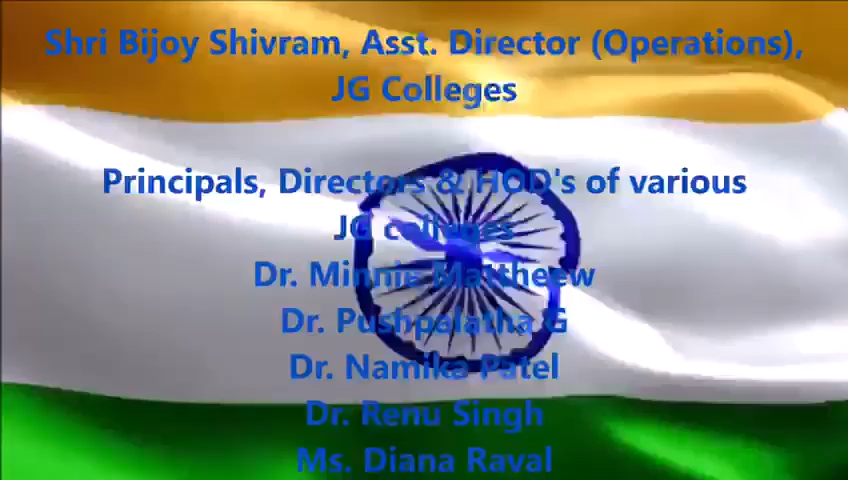 Shri Bijoy Shivram, Asst. Director (Operations),
JG Colleges
Principals, Directors & HOD's of various
JG colleges
Dr. Minnie Mattheew
Dr. Pushpalatha G
Dr. Namika Patel
Dr. Renu Singh
Ms. Diana Raval